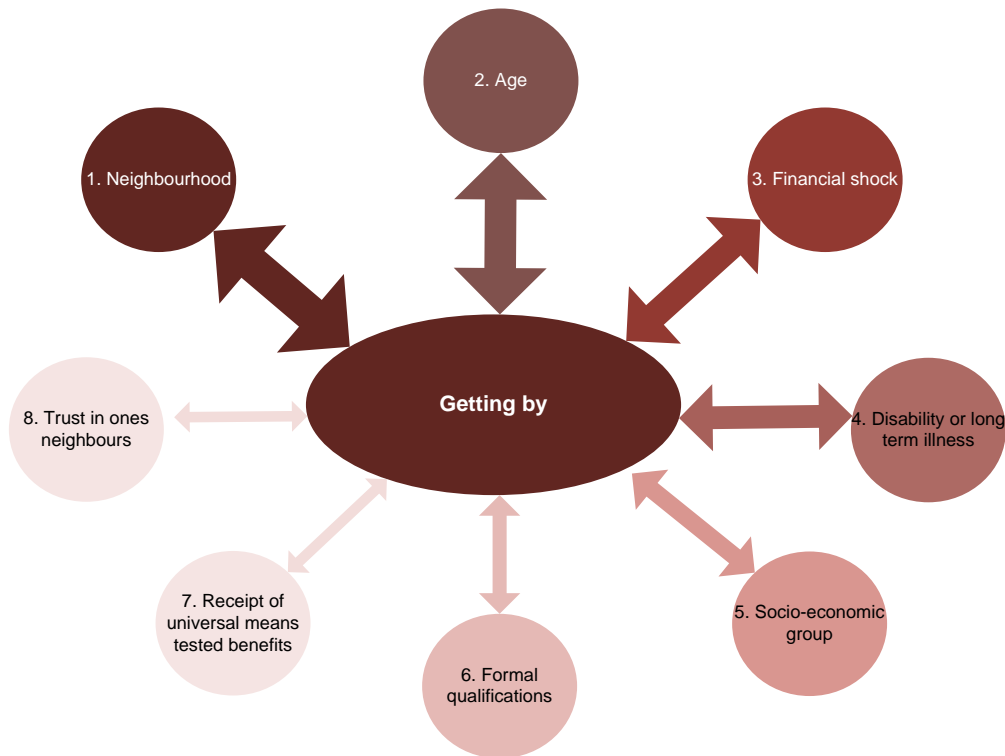 2. Age
1. Neighbourhood
3. Financial shock
Getting by
8. Trust in ones
neighbours
4. Disability or long
term illness
7. Receipt of
universal means
tested benefits
5. Socio-economic
group
6. Formal
qualifications